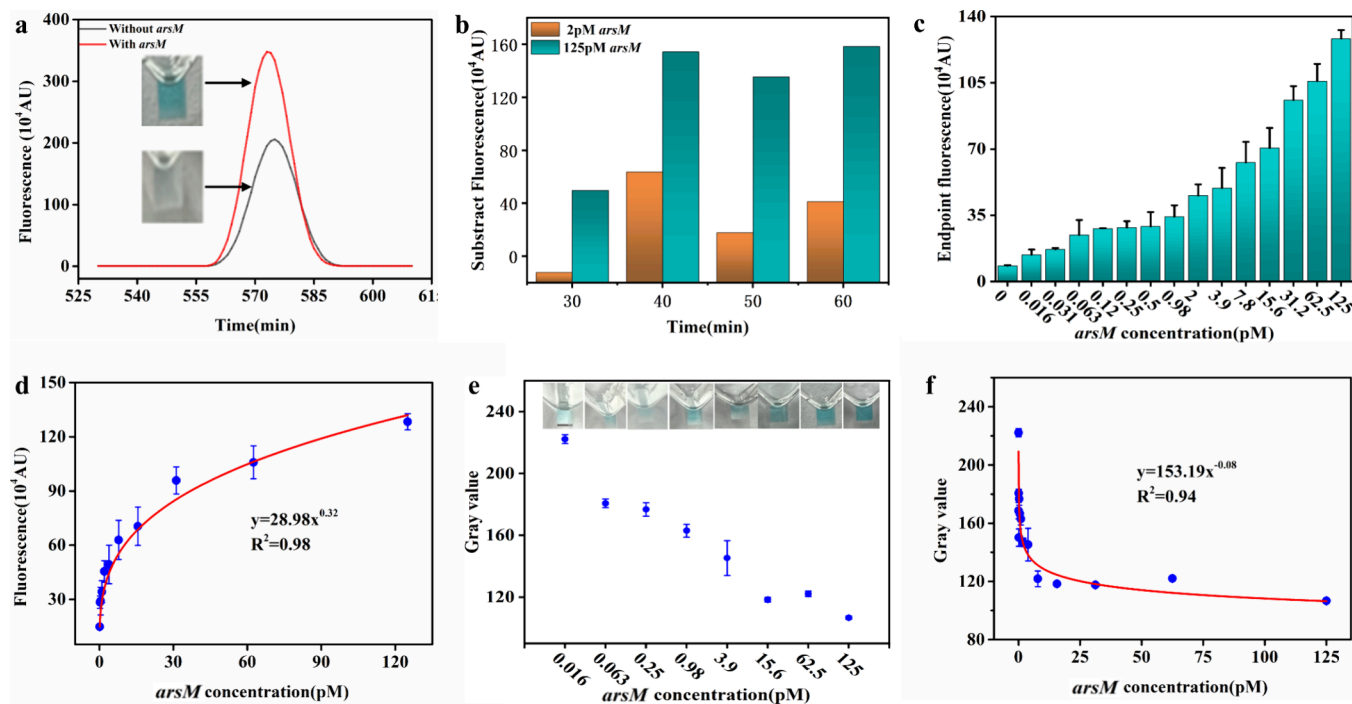 a
Without arsM
With arsM
400
300
200
100
0
Fluorescence (10⁴AU)
525 540 555 570 585 600 615
Time(min)
b
2pM arsM
125pM arsM
160
120
80
40
0
Substract Fluorescence(10⁴AU)
30 40 50 60
Time(min)
c
140
105
70
35
0
Endpoint fluorescence(10⁴AU)
0 0.016 0.031 0.063 0.12 0.25 0.5 0.98 2 3.9 7.8 15.6 31.2 62.5 125
arsM concentration(pM)
d
150
120
90
60
30
Fluorescence(10⁴AU)
y=28.98x^0.32
R²=0.98
0 30 60 90 120
arsM concentration(pM)
e
240
200
160
120
Gray value
0.016 0.063 0.25 0.98 3.9 15.6 62.5 125
arsM concentration(pM)
f
240
200
160
120
80
Gray value
y=153.19x^-0.08
R²=0.94
0 25 50 75 100 125
arsM concentration(pM)